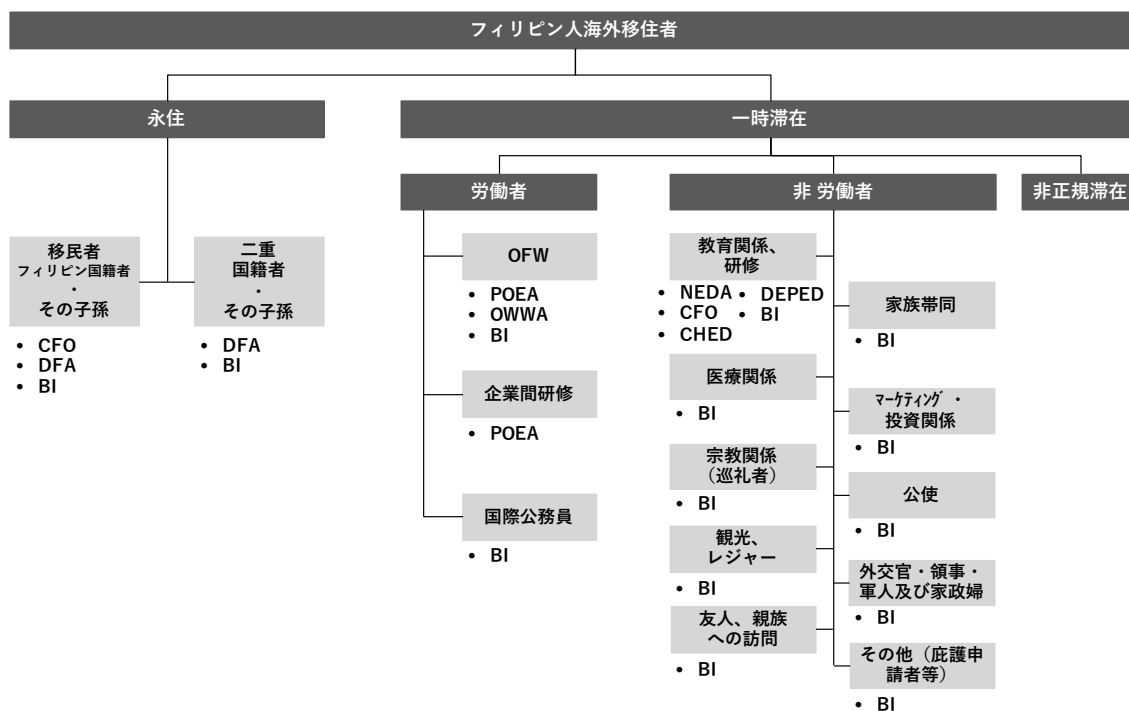 フィリピン人海外移住者
永住
一時滞在
労働者
非 労働者
非正規滞在
移民者
フィリピン国籍者
・
その子孫
• CFO
• DFA
• BI
二重
国籍者
・
その子孫
• DFA
• BI
OFW
• POEA
• OWWA
• BI
企業間研修
• POEA
国際公務員
• BI
教育関係、
研修
• NEDA • DEPED
• CFO • BI
• CHED
医療関係
• BI
宗教関係
（巡礼者）
• BI
観光、
レジャー
• BI
友人、親族
への訪問
• BI
家族帯同
• BI
ﾏｰｹﾃｨﾝｸﾞ ・
投資関係
• BI
公使
• BI
外交官・領事・
軍人及び家政婦
• BI
その他（庇護申
請者等）
• BI